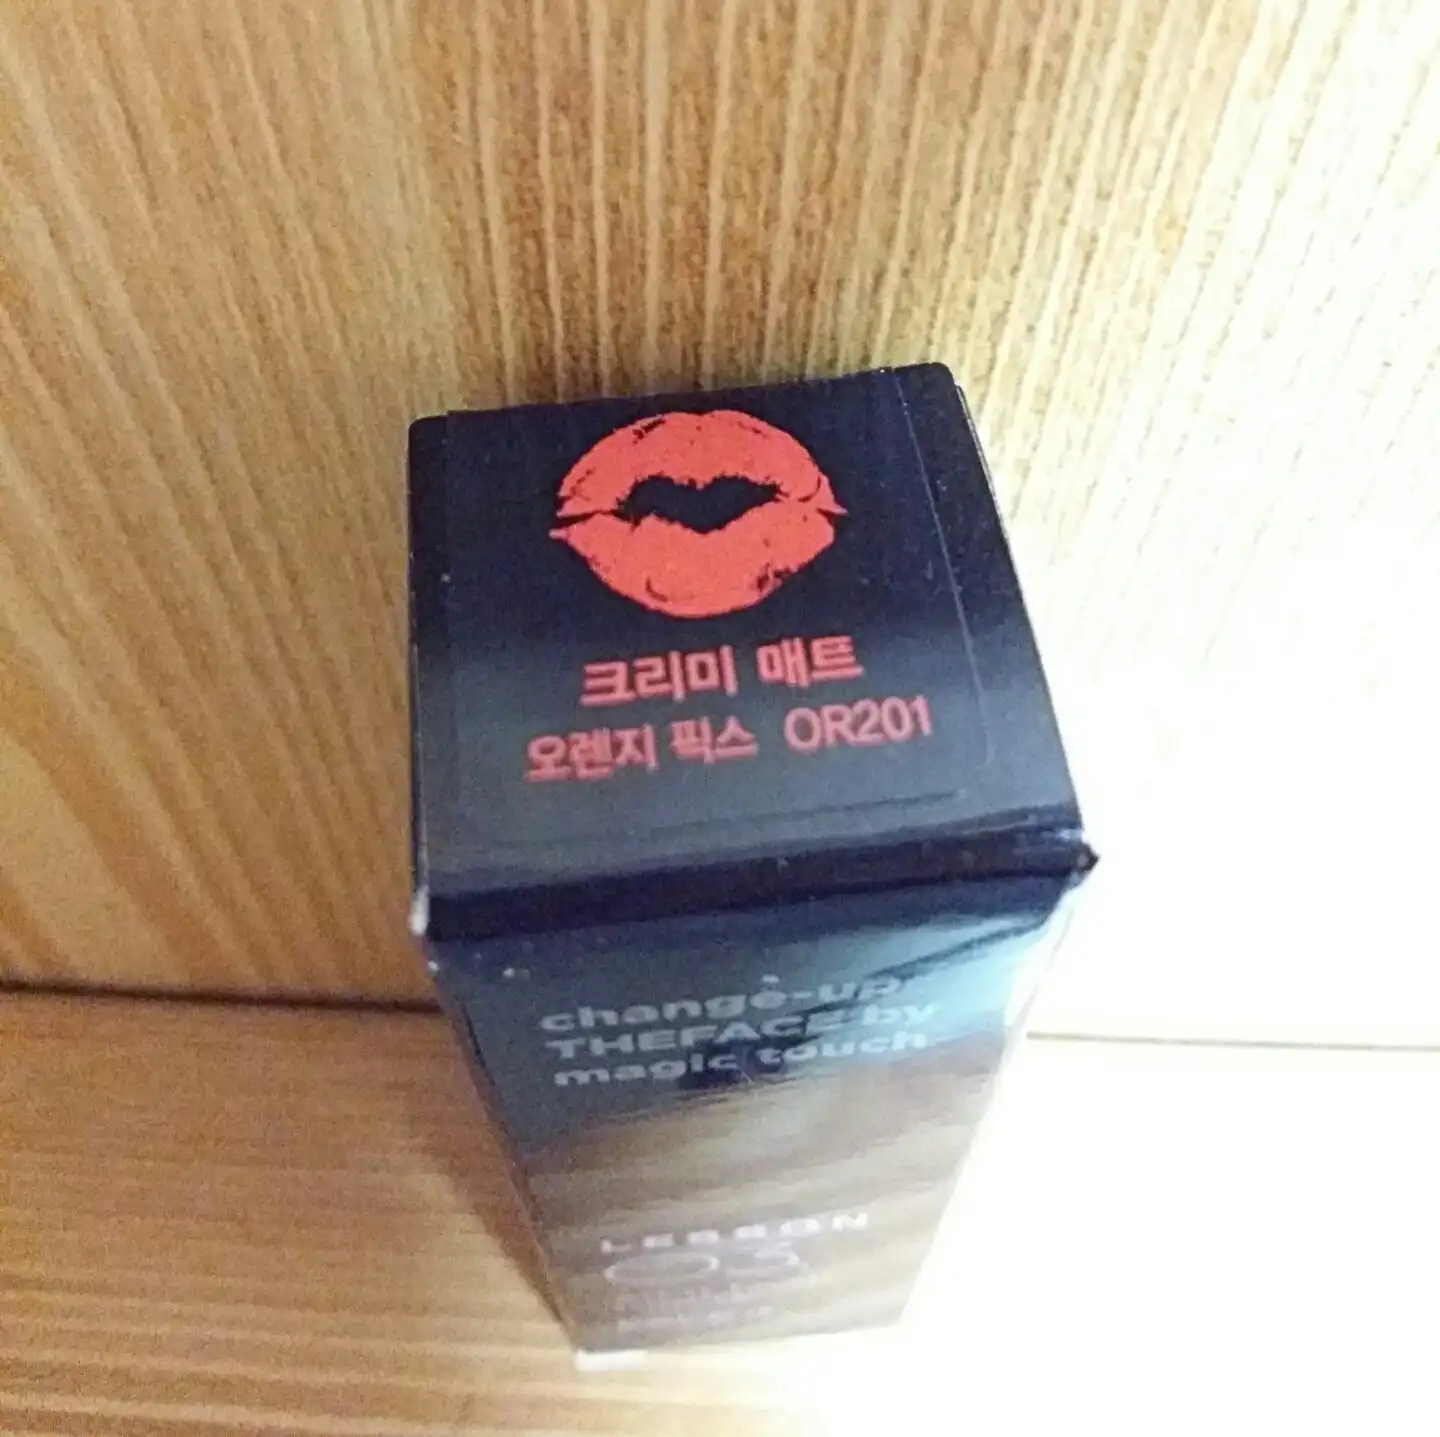 크리미 매트
오렌지 픽스 OR201
change-up
THEFACE by
magic touch
LESSON
03